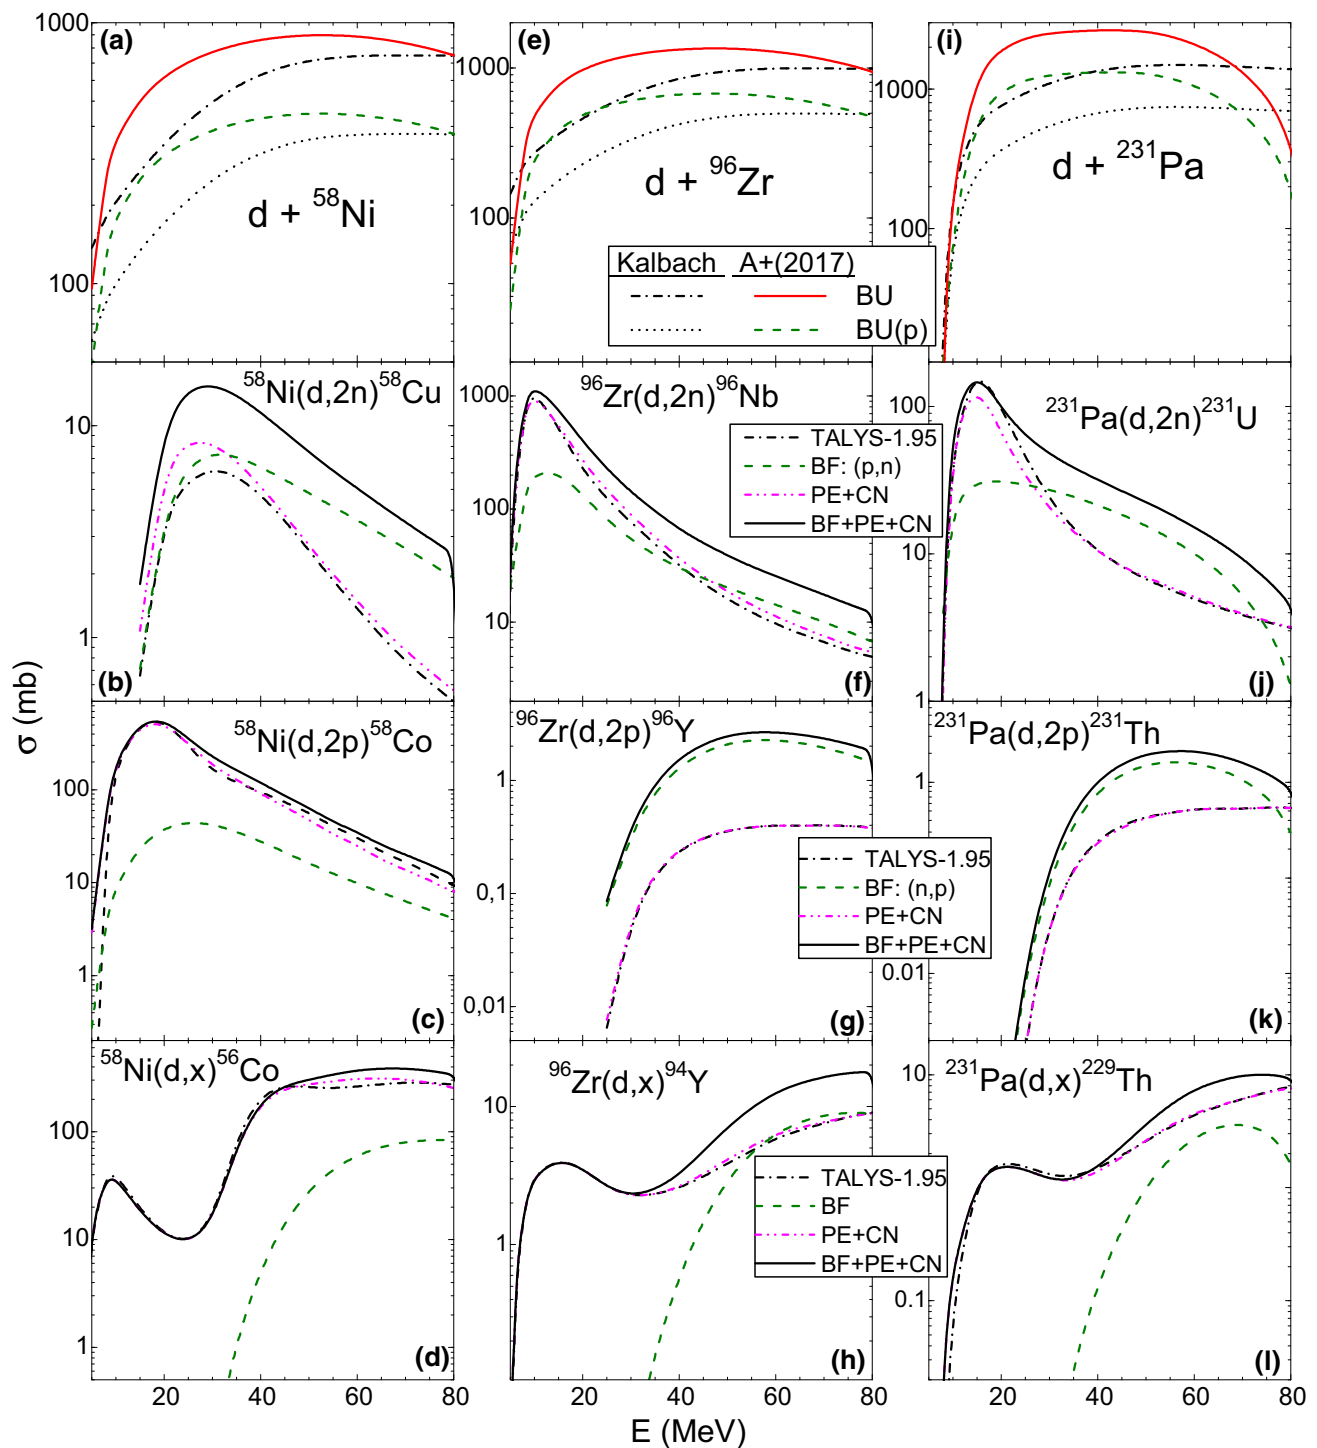 (a)
1000
100
d + ⁵⁸Ni
(e)
1000
100
d + ⁹⁶Zr
(i)
1000
100
d + ²³¹Pa
Kalbach A+(2017)
BU
BU(p)
⁵⁸Ni(d,2n)⁵⁸Cu
10
1
(b)
⁹⁶Zr(d,2n)⁹⁶Nb
1000
100
10
(f)
TALYS-1.95
BF: (p,n)
PE+CN
BF+PE+CN
²³¹Pa(d,2n)²³¹U
100
10
1
(j)
σ (mb)
⁵⁸Ni(d,2p)⁵⁸Co
100
10
1
(c)
⁹⁶Zr(d,2p)⁹⁶Y
1
0,1
0,01
(g)
TALYS-1.95
BF: (n,p)
PE+CN
BF+PE+CN
²³¹Pa(d,2p)²³¹Th
1
0.01
(k)
⁵⁸Ni(d,x)⁵⁶Co
100
10
1
(d)
⁹⁶Zr(d,x)⁹⁴Y
10
1
(h)
TALYS-1.95
BF
PE+CN
BF+PE+CN
²³¹Pa(d,x)²²⁹Th
10
1
0.1
(l)
20 40 60 80
20 40 60 80
20 40 60 80
E (MeV)